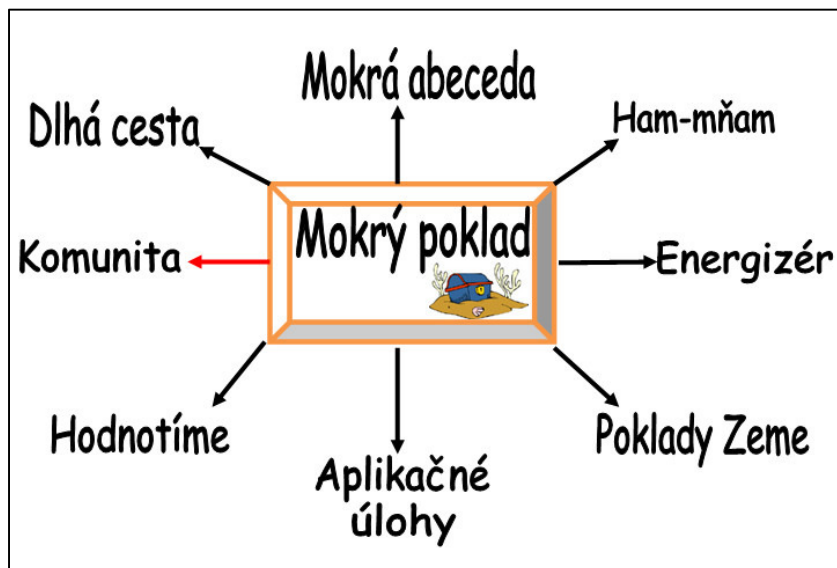 Mokrá abeceda
Dlhá cesta
Ham-mňam
Mokrý poklad
Komunita
Energizér
Hodnotíme
Poklady Zeme
Aplikačné
úlohy